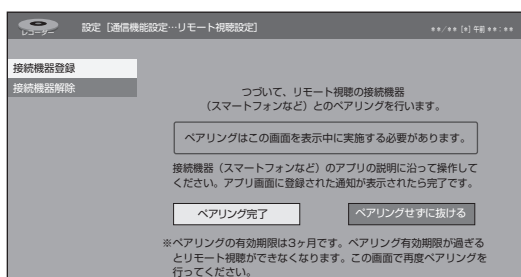 レコーダー 設定［通信機能設定…リモート視聴設定］ **/** [*] 午前**:**
接続機器登録
接続機器解除
つづいて、リモート視聴の接続機器
（スマートフォンなど）とのペアリングを行います。
ペアリングはこの画面を表示中に実施する必要があります。
接続機器（スマートフォンなど）のアプリの説明に沿って操作して
ください。アプリ画面に登録された通知が表示されたら完了です。
ペアリング完了 ペアリングせずに抜ける
※ペアリングの有効期限は3ヶ月です。ペアリング有効期限が過ぎる
とリモート視聴ができなくなります。この画面で再度ペアリングを
行ってください。